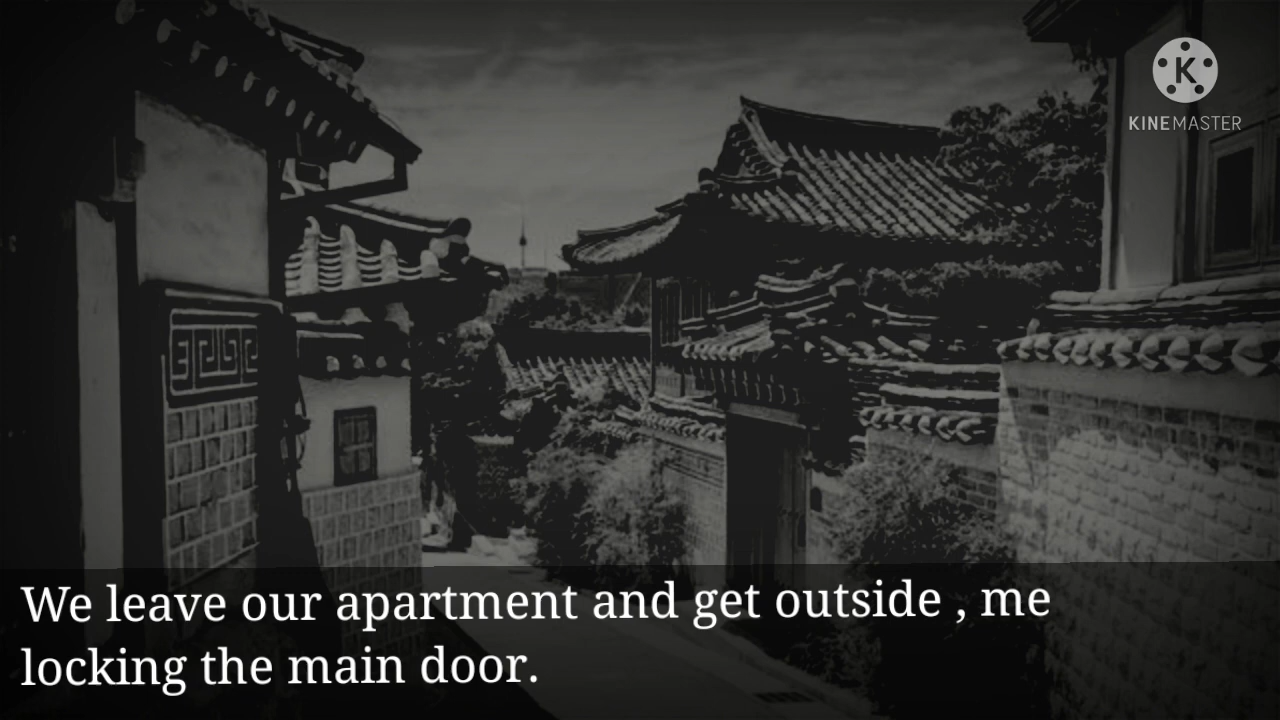 KINEMASTER
We leave our apartment and get outside , me
locking the main door.